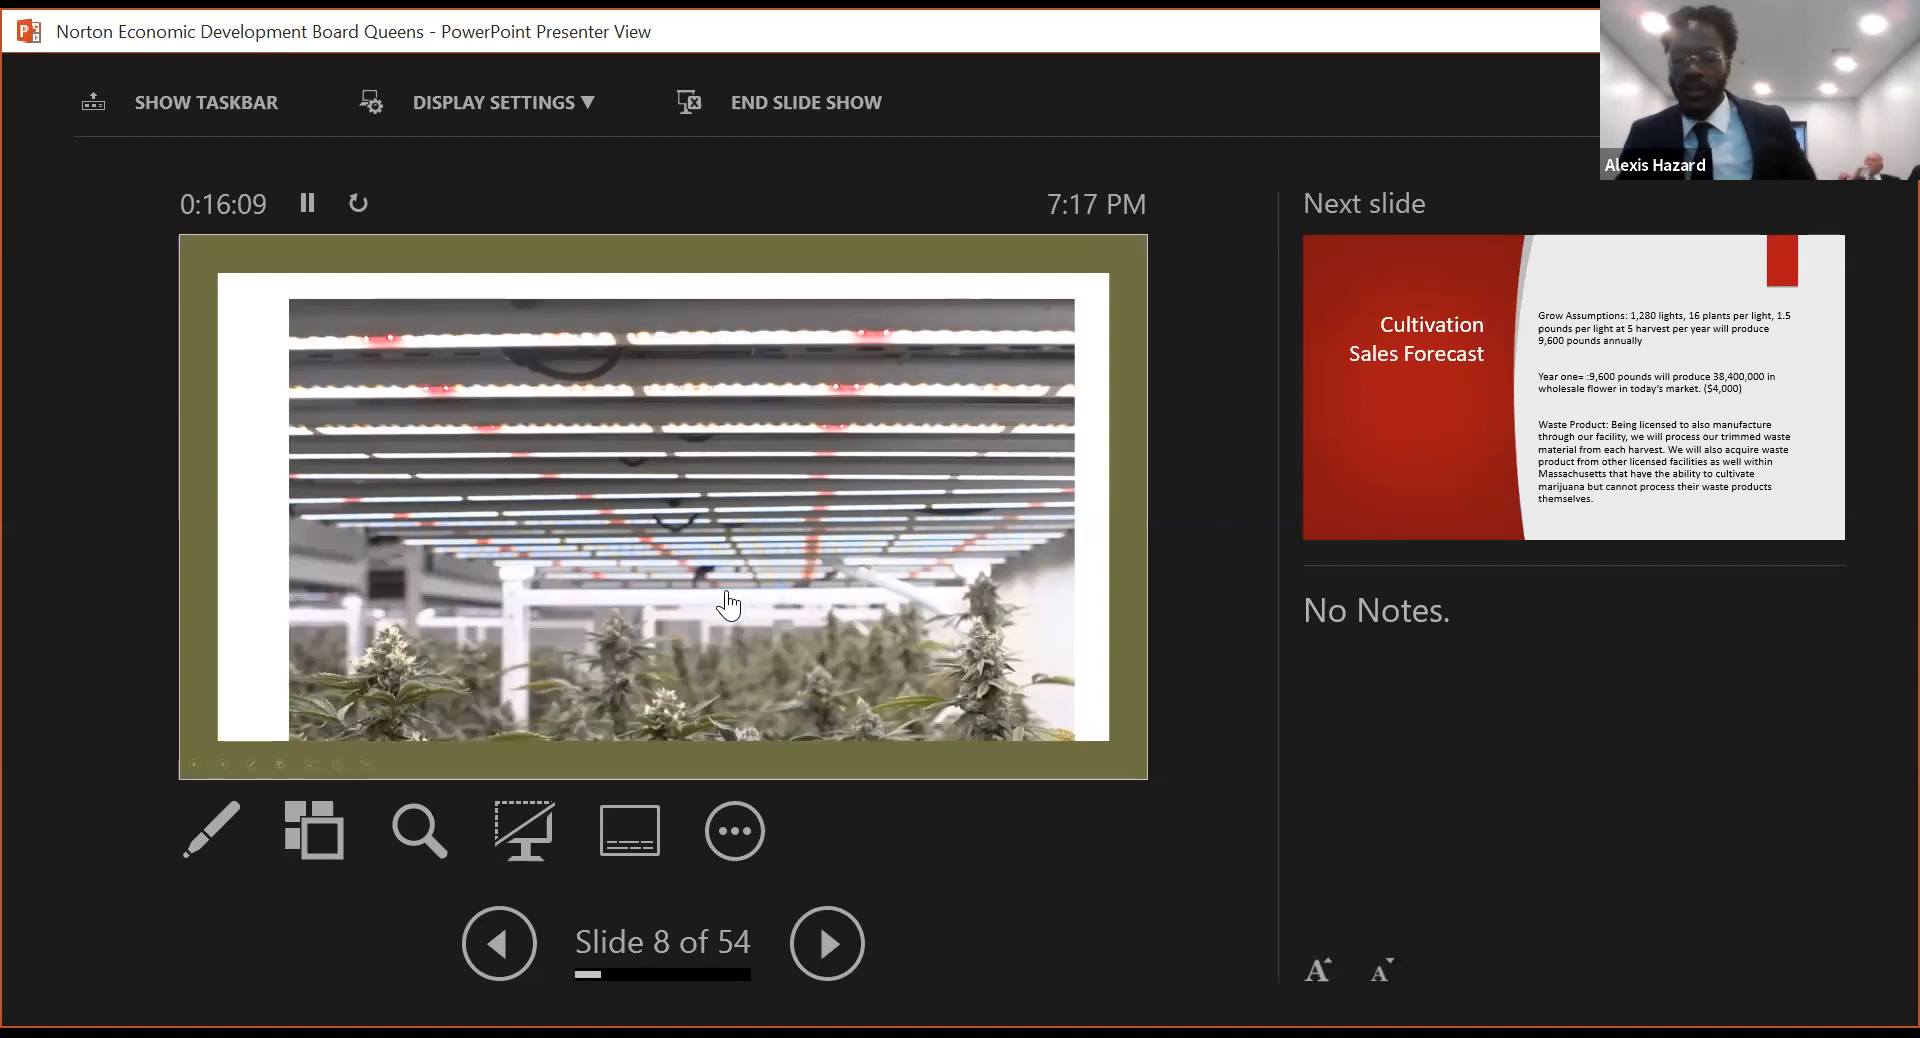 Norton Economic Development Board Queens - PowerPoint Presenter View
SHOW TASKBAR
DISPLAY SETTINGS ▼
END SLIDE SHOW
Alexis Hazard
0:16:09
7:17 PM
Next slide
Cultivation
Sales Forecast
Grow Assumptions: 1,280 lights, 16 plants per light, 1.5
pounds per light at 5 harvest per year will produce
9,600 pounds annually
Year one= :9,600 pounds will produce 38,400,000 in
wholesale flower in today's market. ($4,000)
Waste Product: Being licensed to also manufacture
through our facility, we will process our trimmed waste
material from each harvest. We will also acquire waste
product from other licensed facilities as well within
Massachusetts that have the ability to cultivate
marijuana but cannot process their waste products
themselves.
No Notes.
Slide 8 of 54
A A